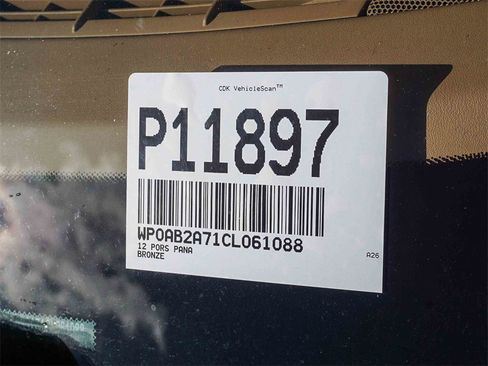 CDK VehicleScan™
P11897
WP0AB2A71CL061088
12 PORS PANA
BRONZE
A26